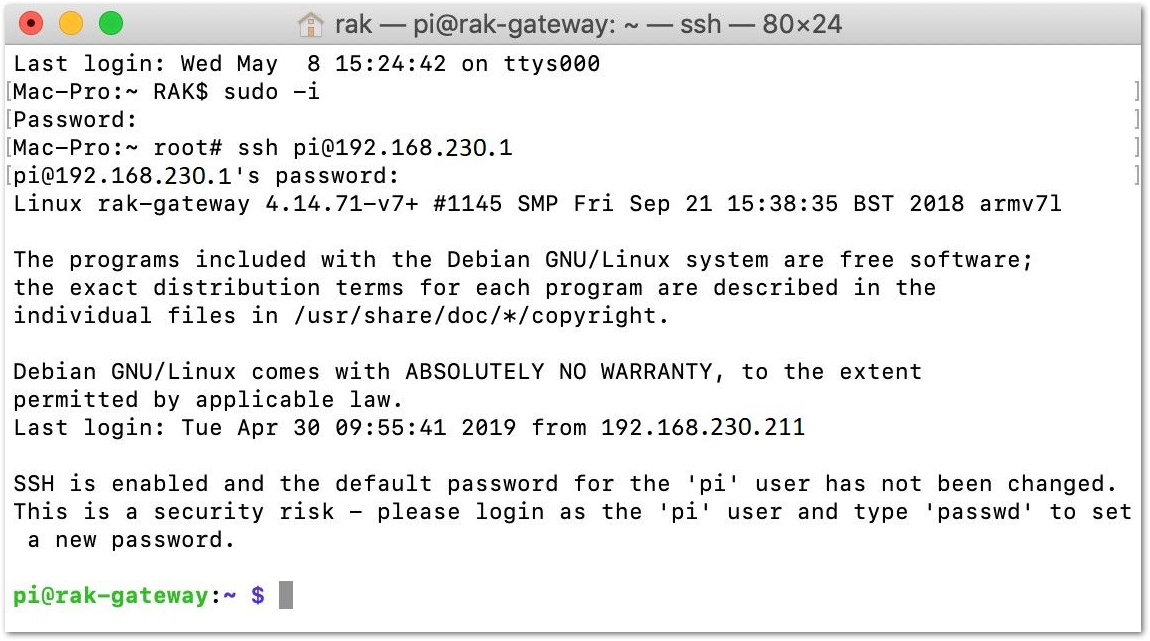 rak — pi@rak-gateway: ~ — ssh — 80×24
Last login: Wed May  8 15:24:42 on ttys000
[Mac-Pro:~ RAK$ sudo -i ]
[Password: ]
[Mac-Pro:~ root# ssh pi@192.168.230.1 ]
[pi@192.168.230.1's password: ]
Linux rak-gateway 4.14.71-v7+ #1145 SMP Fri Sep 21 15:38:35 BST 2018 armv7l
The programs included with the Debian GNU/Linux system are free software;
the exact distribution terms for each program are described in the
individual files in /usr/share/doc/*/copyright.
Debian GNU/Linux comes with ABSOLUTELY NO WARRANTY, to the extent
permitted by applicable law.
Last login: Tue Apr 30 09:55:41 2019 from 192.168.230.211
SSH is enabled and the default password for the 'pi' user has not been changed.
This is a security risk - please login as the 'pi' user and type 'passwd' to set
 a new password.
pi@rak-gateway:~ $